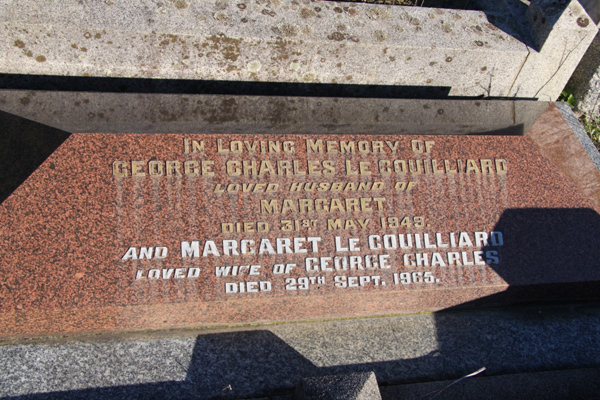 In Loving Memory of
GEORGE CHARLES LE COUILLIARD
LOVED HUSBAND OF
MARGARET
DIED 31ST MAY 1949.
AND MARGARET LE COUILLIARD
LOVED WIFE OF GEORGE CHARLES
DIED 29TH SEPT. 1965.